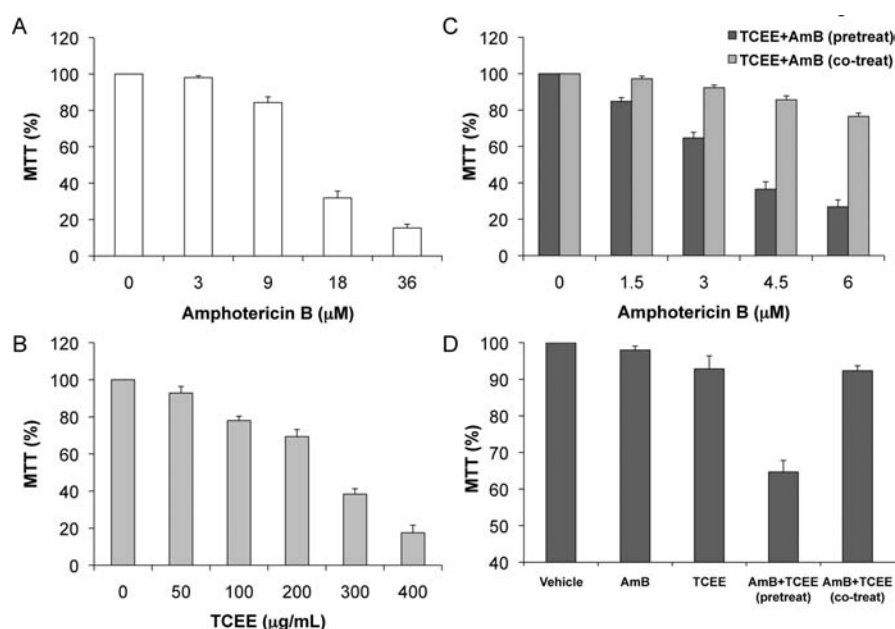 A
120
100
80
60
40
20
0
MTT (%)
0 3 9 18 36
Amphotericin B (μM)
B
120
100
80
60
40
20
0
MTT (%)
0 50 100 200 300 400
TCEE (μg/mL)
C
TCEE+AmB (pretreat)
TCEE+AmB (co-treat)
120
100
80
60
40
20
0
MTT (%)
0 1.5 3 4.5 6
Amphotericin B (μM)
D
100
90
80
70
60
50
40
MTT (%)
Vehicle AmB TCEE AmB+TCEE AmB+TCEE
(pretreat) (co-treat)